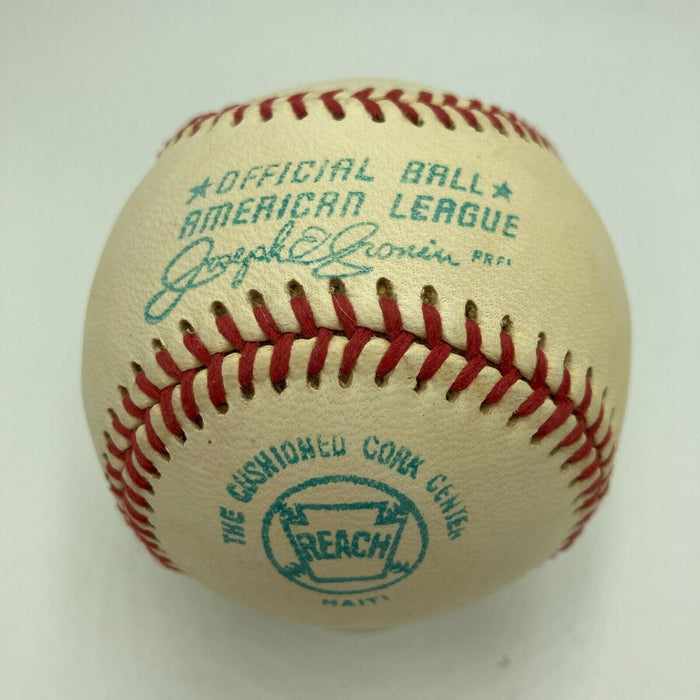 ★OFFICIAL BALL★
AMERICAN LEAGUE
Joseph E Cronin PRES
THE CUSHIONED CORK CENTER
REACH
HAITI